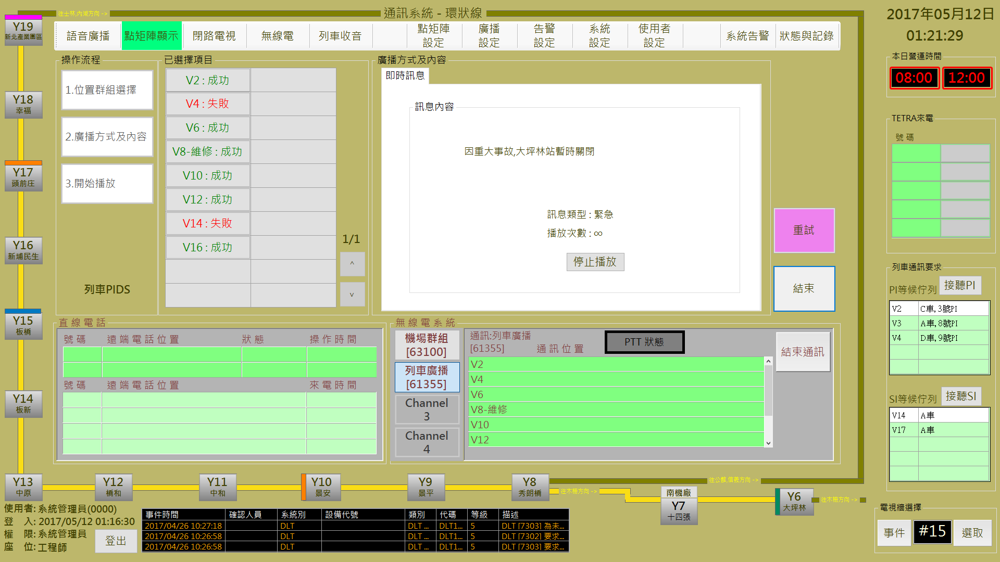 往士林,內湖方向 ->
通訊系統 - 環狀線
2017年05月12日
01:21:29
語音廣播
點矩陣顯示
閉路電視
無線電
列車收音
點矩陣
設定
廣播
設定
告警
設定
系統
設定
使用者
設定
系統告警
狀態與記錄
Y19
新北產業園區
Y18
幸福
Y17
頭前庄
Y16
新埔民生
Y15
板橋
Y14
板新
操作流程
1.位置群組選擇
2.廣播方式及內容
3.開始播放
列車PIDS
已選擇項目
V2 : 成功
V4 : 失敗
V6 : 成功
V8-維修 : 成功
V10 : 成功
V12 : 成功
V14 : 失敗
V16 : 成功
1/1
^
v
廣播方式及內容
即時訊息
訊息內容
因重大事故,大坪林站暫時關閉
訊息類型 : 緊急
播放次數 : ∞
停止播放
重試
結束
本日營運時間
08:00 12:00
TETRA來電
號 碼
列車通訊要求
PI等候佇列 接聽PI
V2 C車, 3號PI
V3 A車, 8號PI
V4 D車, 9號PI
SI等候佇列 接聽SI
V14 A車
V17 A車
直 線 電 話
號 碼 遠 端 電 話 位 置 狀 態 操 作 時 間
號 碼 遠 端 電 話 位 置 來 電 時 間
無 線 電 系 統
機場群組
[63100]
列車廣播
[61355]
Channel
3
Channel
4
通訊:列車廣播
[61355] 通 訊 位 置
PTT 狀態
結束通訊
V2
V4
V6
V8-維修
V10
V12
Y13
中原
Y12
橋和
Y11
中和
Y10
景安
Y9
景平
Y8
秀朗橋
往公館,信義方向 ->
往木柵方向 ->
南機廠
Y7
十四張
Y6
大坪林
往木柵方向 ->
使用者: 系統管理員(0000)
登 入: 2017/05/12 01:16:30
權 限: 系統管理員
座 位: 工程師
登出
事件時間 確認人員 系統別 設備代號 類別 代碼 等級 描述
2017/04/26 10:27:18 DLT DLT ... DLT1... 5 DLT [7303] 為未...
2017/04/26 10:26:58 DLT DLT ... DLT1... 5 DLT [7302] 要求...
2017/04/26 10:26:58 DLT DLT ... DLT1... 5 DLT [7303] 要求...
電視牆選擇
事件 #15 選取